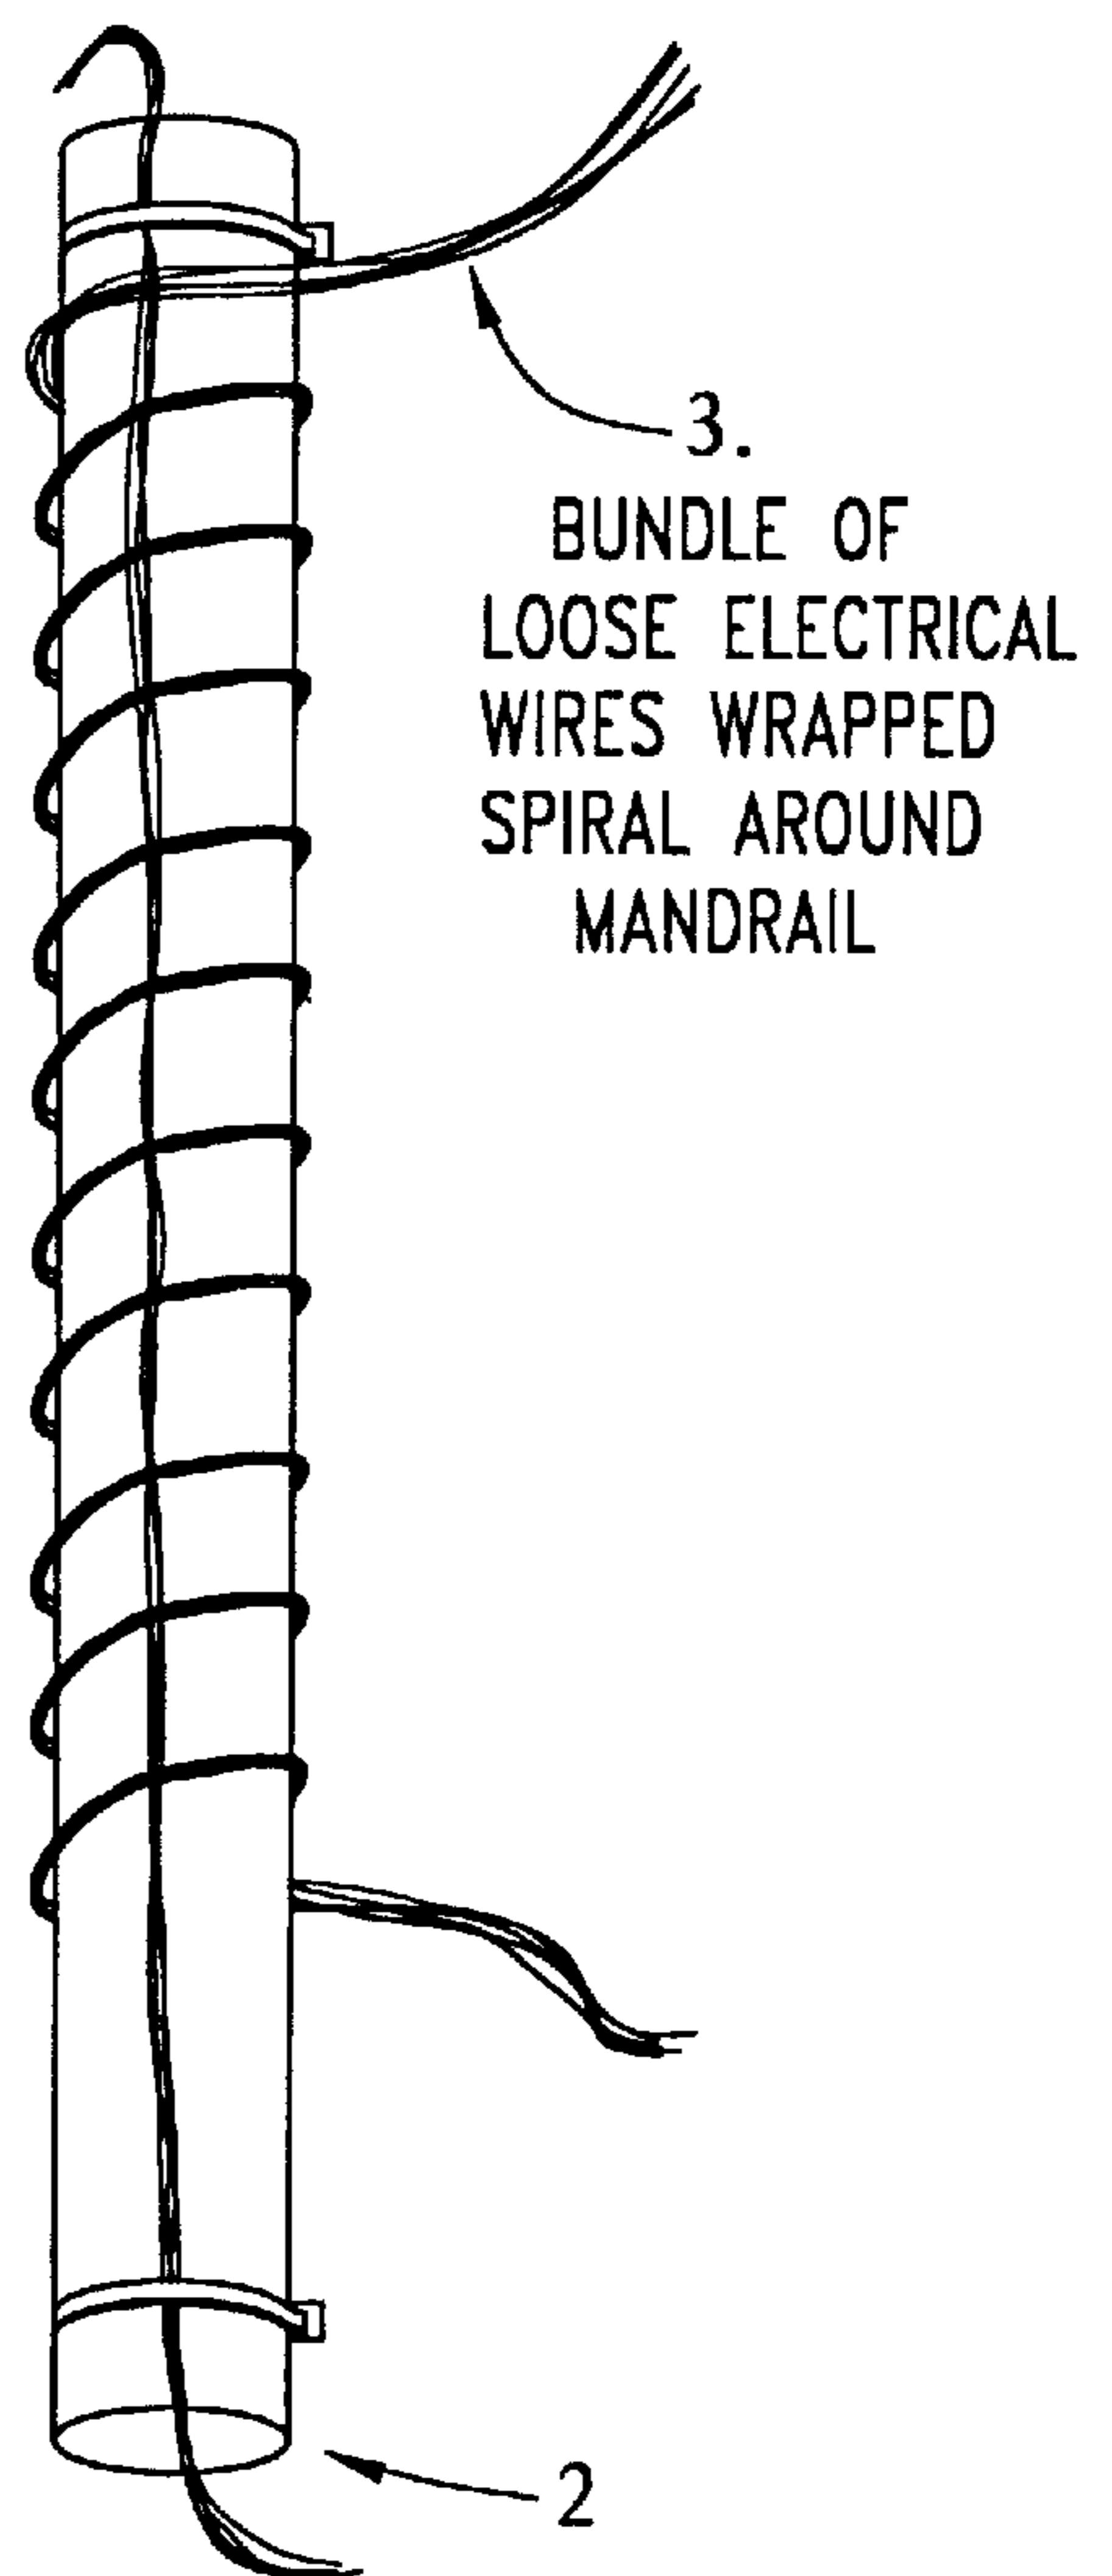 3.
BUNDLE OF
LOOSE ELECTRICAL
WIRES WRAPPED
SPIRAL AROUND
MANDRAIL
2